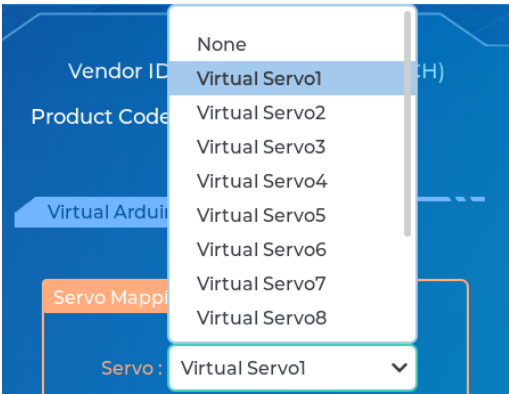 None
Vendor ID
Virtual Servo1
CH)
Virtual Servo2
Product Code
Virtual Servo3
Virtual Servo4
Virtual Servo5
Virtual Ardui
Virtual Servo6
Virtual Servo7
Servo Mappi
Virtual Servo8
Servo :
Virtual Servo1